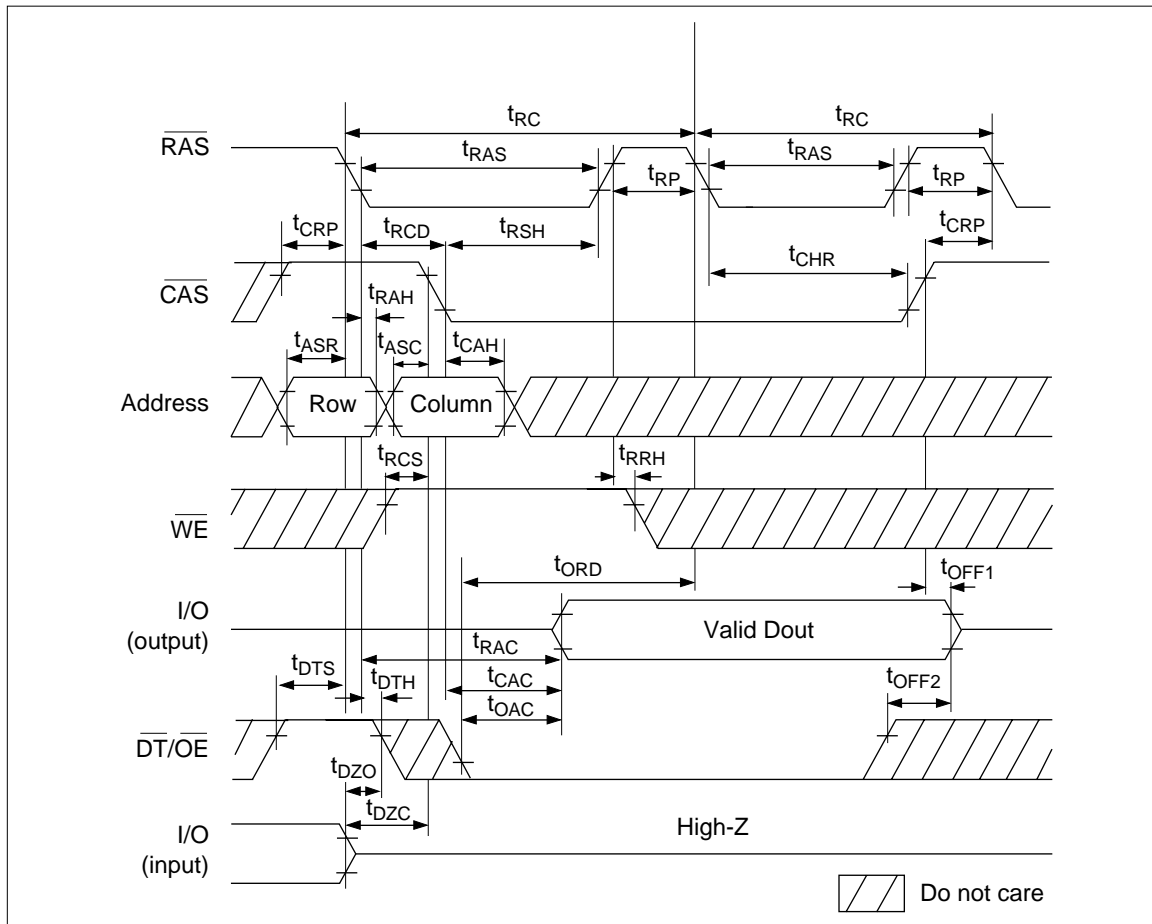 tRC tRC
RAS
tRAS tRAS
tRP tRP
tCRP tRCD tRSH tCRP
tCHR
CAS
tRAH
tASR tASC tCAH
Address Row Column
tRCS tRRH
WE
tORD tOFF1
I/O
(output)
Valid Dout
tRAC
tDTS tDTH tCAC tOFF2
tOAC
DT/OE
tDZO
tDZC
I/O
(input)
High-Z
Do not care